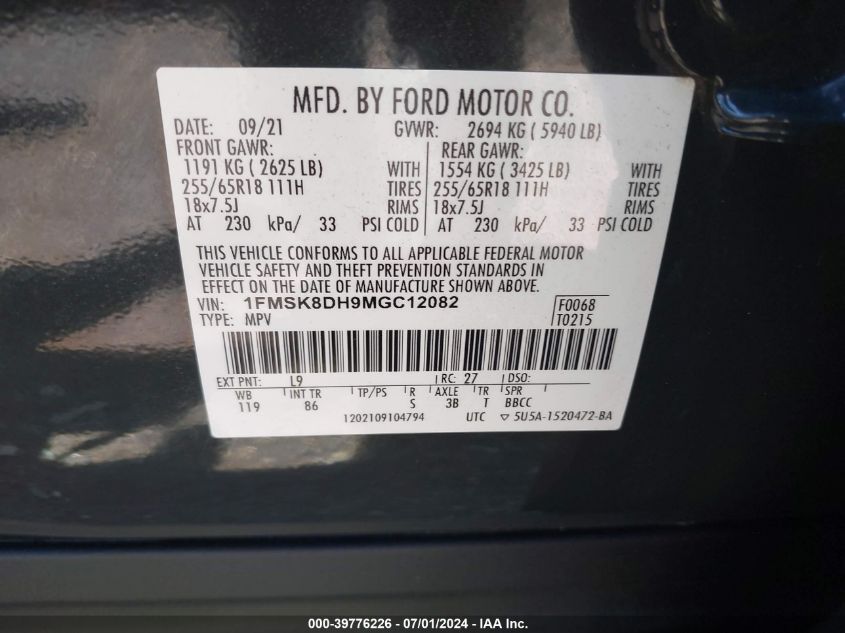 MFD. BY FORD MOTOR CO.
DATE: 09/21 GVWR: 2694 KG ( 5940 LB)
FRONT GAWR: REAR GAWR:
1191 KG ( 2625 LB) WITH 1554 KG ( 3425 LB) WITH
255/65R18 111H TIRES 255/65R18 111H TIRES
18x7.5J RIMS 18x7.5J RIMS
AT 230 kPa/ 33 PSI COLD AT 230 kPa/ 33 PSI COLD
THIS VEHICLE CONFORMS TO ALL APPLICABLE FEDERAL MOTOR
VEHICLE SAFETY AND THEFT PREVENTION STANDARDS IN
EFFECT ON THE DATE OF MANUFACTURE SHOWN ABOVE.
VIN: 1FMSK8DH9MGC12082 F0068
TYPE: MPV T0215
EXT PNT: L9 RC: 27 DSO:
WB INT TR TP/PS R AXLE TR SPR
119 86 S 3B T BBCC
1202109104794 UTC ▽ 5U5A-1520472-BA
000-39776226 - 07/01/2024 - IAA Inc.